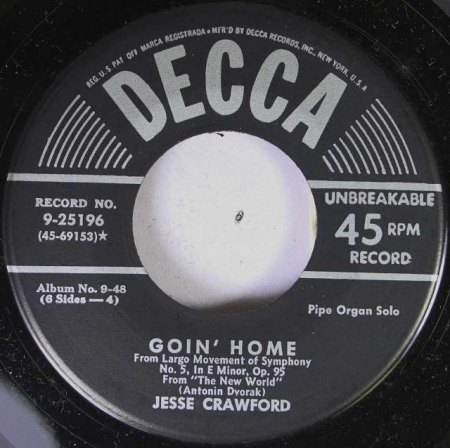 REG. U.S. PAT OFF MARCA REGISTRADA • MFR'D BY DECCA RECORDS, INC., NEW YORK, U.S.A.
DECCA
RECORD NO.
9-25196
(45-69153)★
UNBREAKABLE
45 RPM
RECORD
Album No. 9-48
(6 Sides — 4)
Pipe Organ Solo
GOIN' HOME
From Largo Movement of Symphony
No. 5, In E Minor, Op. 95
From "The New World"
(Antonin Dvorak)
JESSE CRAWFORD